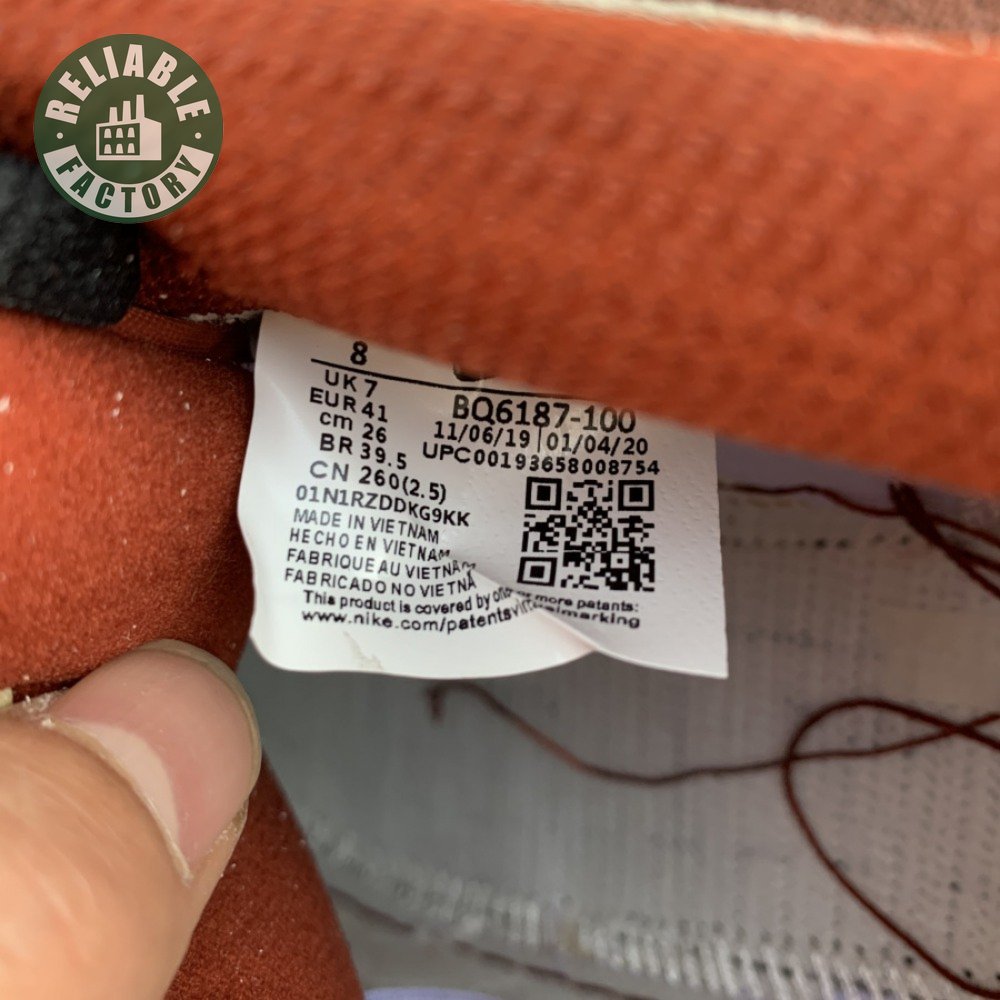 RELIABLE
FACTORY
8
UK 7
EUR 41
cm 26
BR 39.5
CN 260(2.5)
BQ6187-100
11/06/19 01/04/20
UPC00193658008754
01N1RZDDKG9KK
MADE IN VIETNAM
HECHO EN VIETNAM
FABRIQUE AU VIETNA
FABRICADO NO VIETNA
This product is covered by one or more patents:
www.nike.com/patents